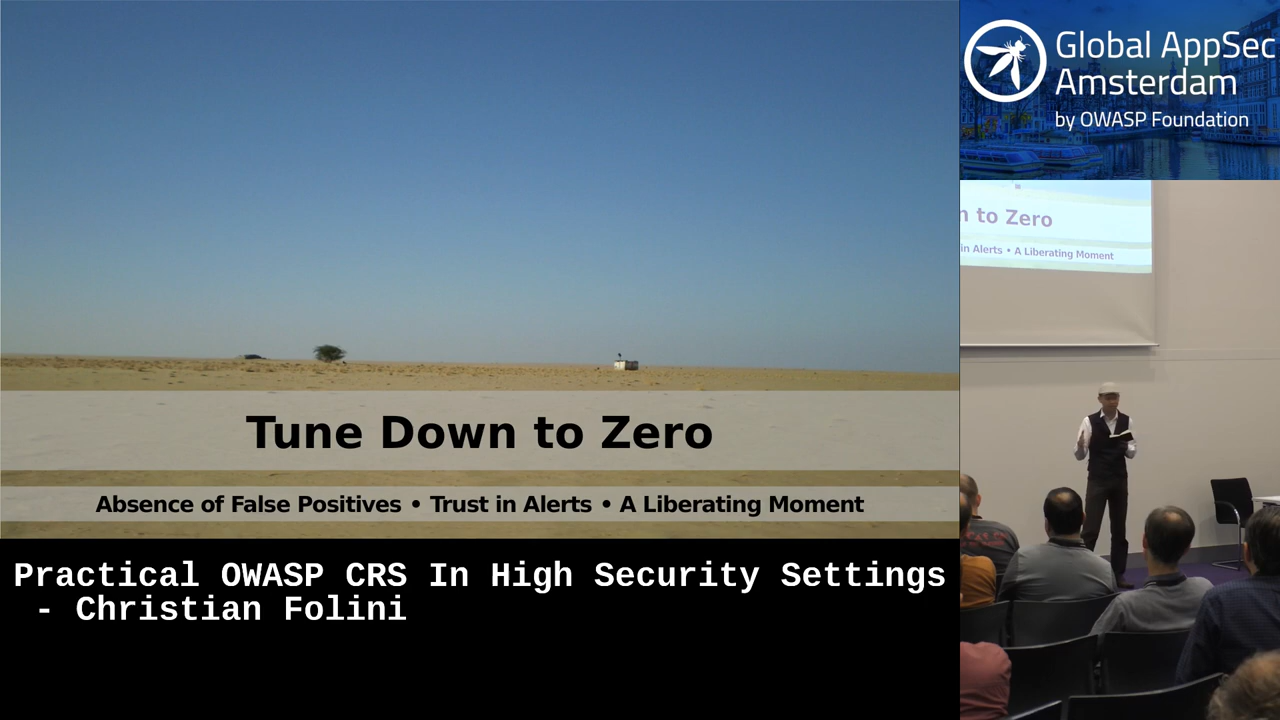 Tune Down to Zero
Absence of False Positives • Trust in Alerts • A Liberating Moment
Practical OWASP CRS In High Security Settings
- Christian Folini
Global AppSec
Amsterdam
by OWASP Foundation
n to Zero
in Alerts • A Liberating Moment